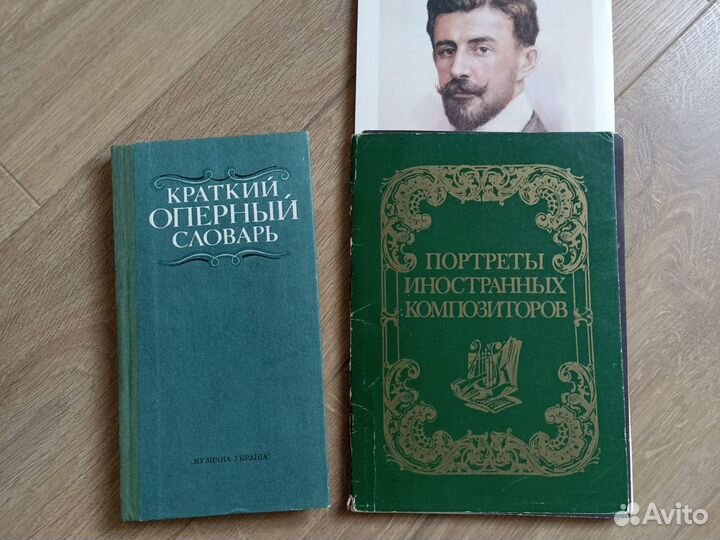 КРАТКИЙ
ОПЕРНЫЙ
СЛОВАРЬ
„МУЗИЧНА УКРАЇНА"
ПОРТРЕТЫ
ИНОСТРАННЫХ
КОМПОЗИТОРОВ
Avito